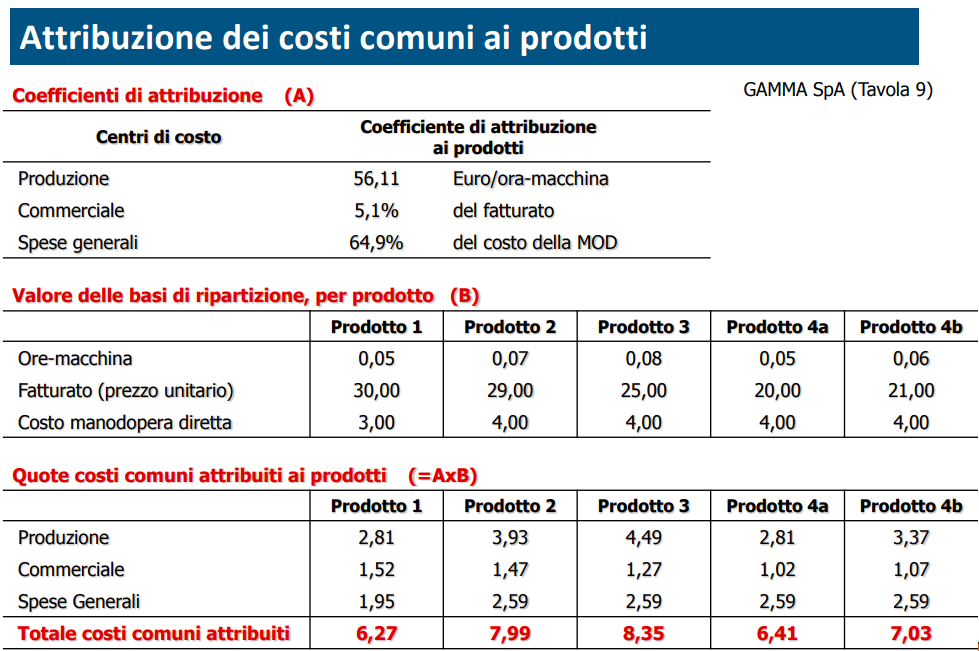 Attribuzione dei costi comuni ai prodotti
GAMMA SpA (Tavola 9)
Coefficienti di attribuzione (A)
Centri di costo Coefficiente di attribuzione
ai prodotti
Produzione 56,11 Euro/ora-macchina
Commerciale 5,1% del fatturato
Spese generali 64,9% del costo della MOD
Valore delle basi di ripartizione, per prodotto (B)
Prodotto 1 Prodotto 2 Prodotto 3 Prodotto 4a Prodotto 4b
Ore-macchina 0,05 0,07 0,08 0,05 0,06
Fatturato (prezzo unitario) 30,00 29,00 25,00 20,00 21,00
Costo manodopera diretta 3,00 4,00 4,00 4,00 4,00
Quote costi comuni attribuiti ai prodotti (=AxB)
Prodotto 1 Prodotto 2 Prodotto 3 Prodotto 4a Prodotto 4b
Produzione 2,81 3,93 4,49 2,81 3,37
Commerciale 1,52 1,47 1,27 1,02 1,07
Spese Generali 1,95 2,59 2,59 2,59 2,59
Totale costi comuni attribuiti 6,27 7,99 8,35 6,41 7,03